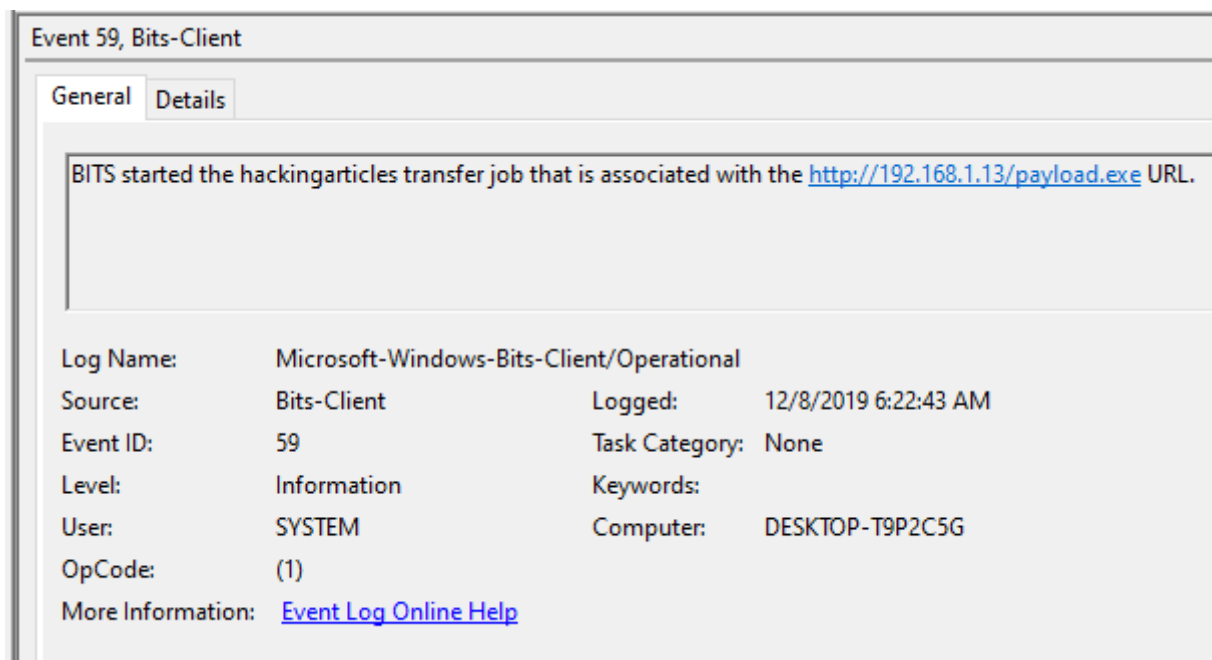 Event 59, Bits-Client
General Details
BITS started the hackingarticles transfer job that is associated with the http://192.168.1.13/payload.exe URL.
Log Name: Microsoft-Windows-Bits-Client/Operational
Source: Bits-Client Logged: 12/8/2019 6:22:43 AM
Event ID: 59 Task Category: None
Level: Information Keywords:
User: SYSTEM Computer: DESKTOP-T9P2C5G
OpCode: (1)
More Information: Event Log Online Help